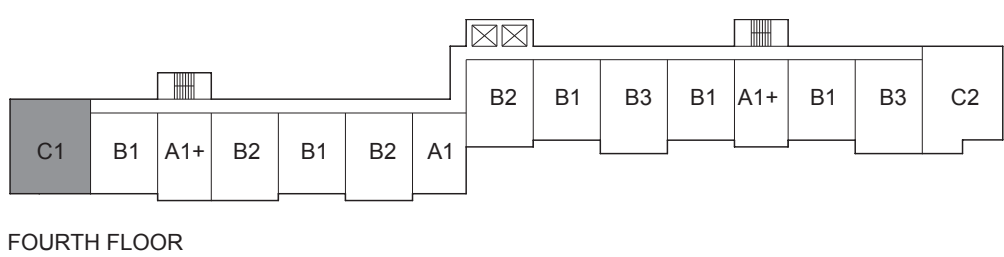 B2 B1 B3 B1 A1+ B1 B3 C2
C1 B1 A1+ B2 B1 B2 A1
FOURTH FLOOR